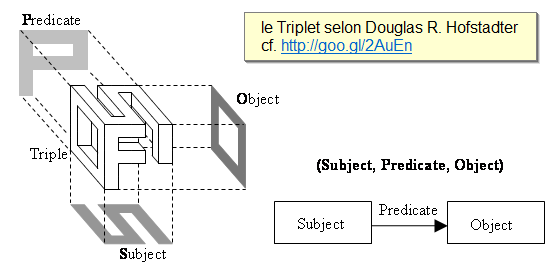 Predicate
le Triplet selon Douglas R. Hofstadter
cf. http://goo.gl/2AuEn
Object
Triple
Subject
(Subject, Predicate, Object)
Subject
Predicate
Object